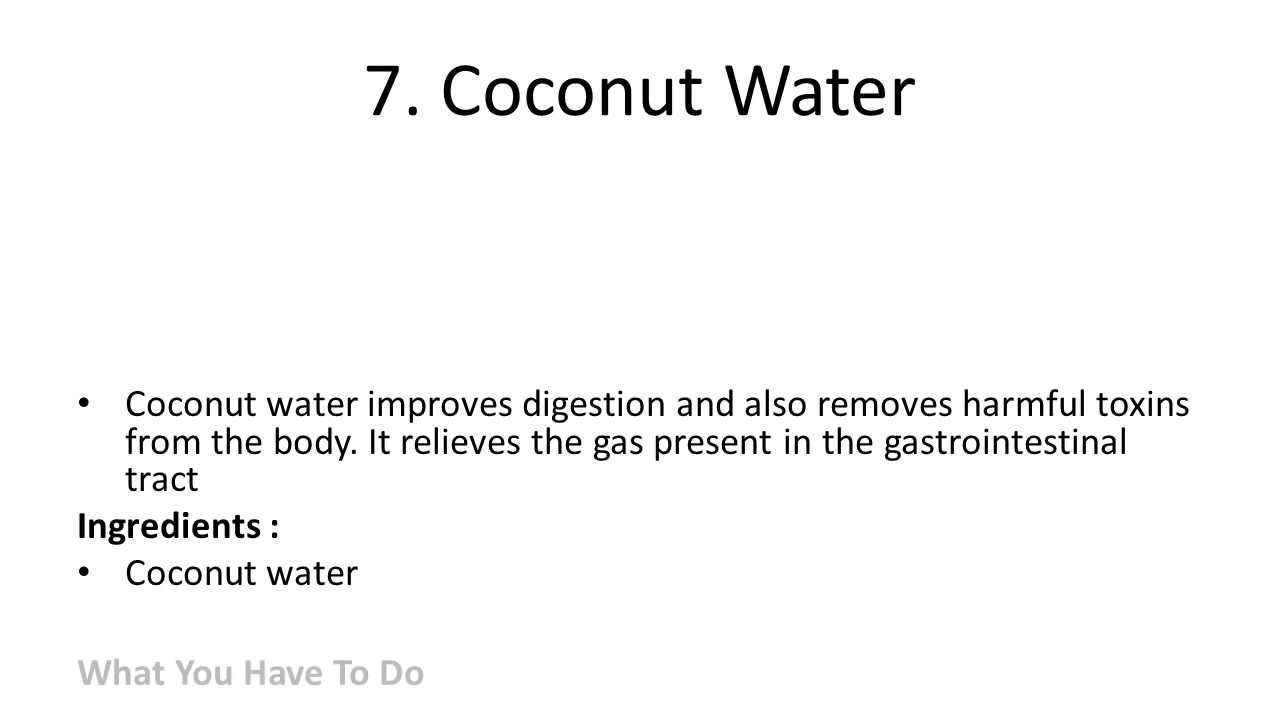 7. Coconut Water
• Coconut water improves digestion and also removes harmful toxins
from the body. It relieves the gas present in the gastrointestinal
tract
Ingredients :
• Coconut water
What You Have To Do